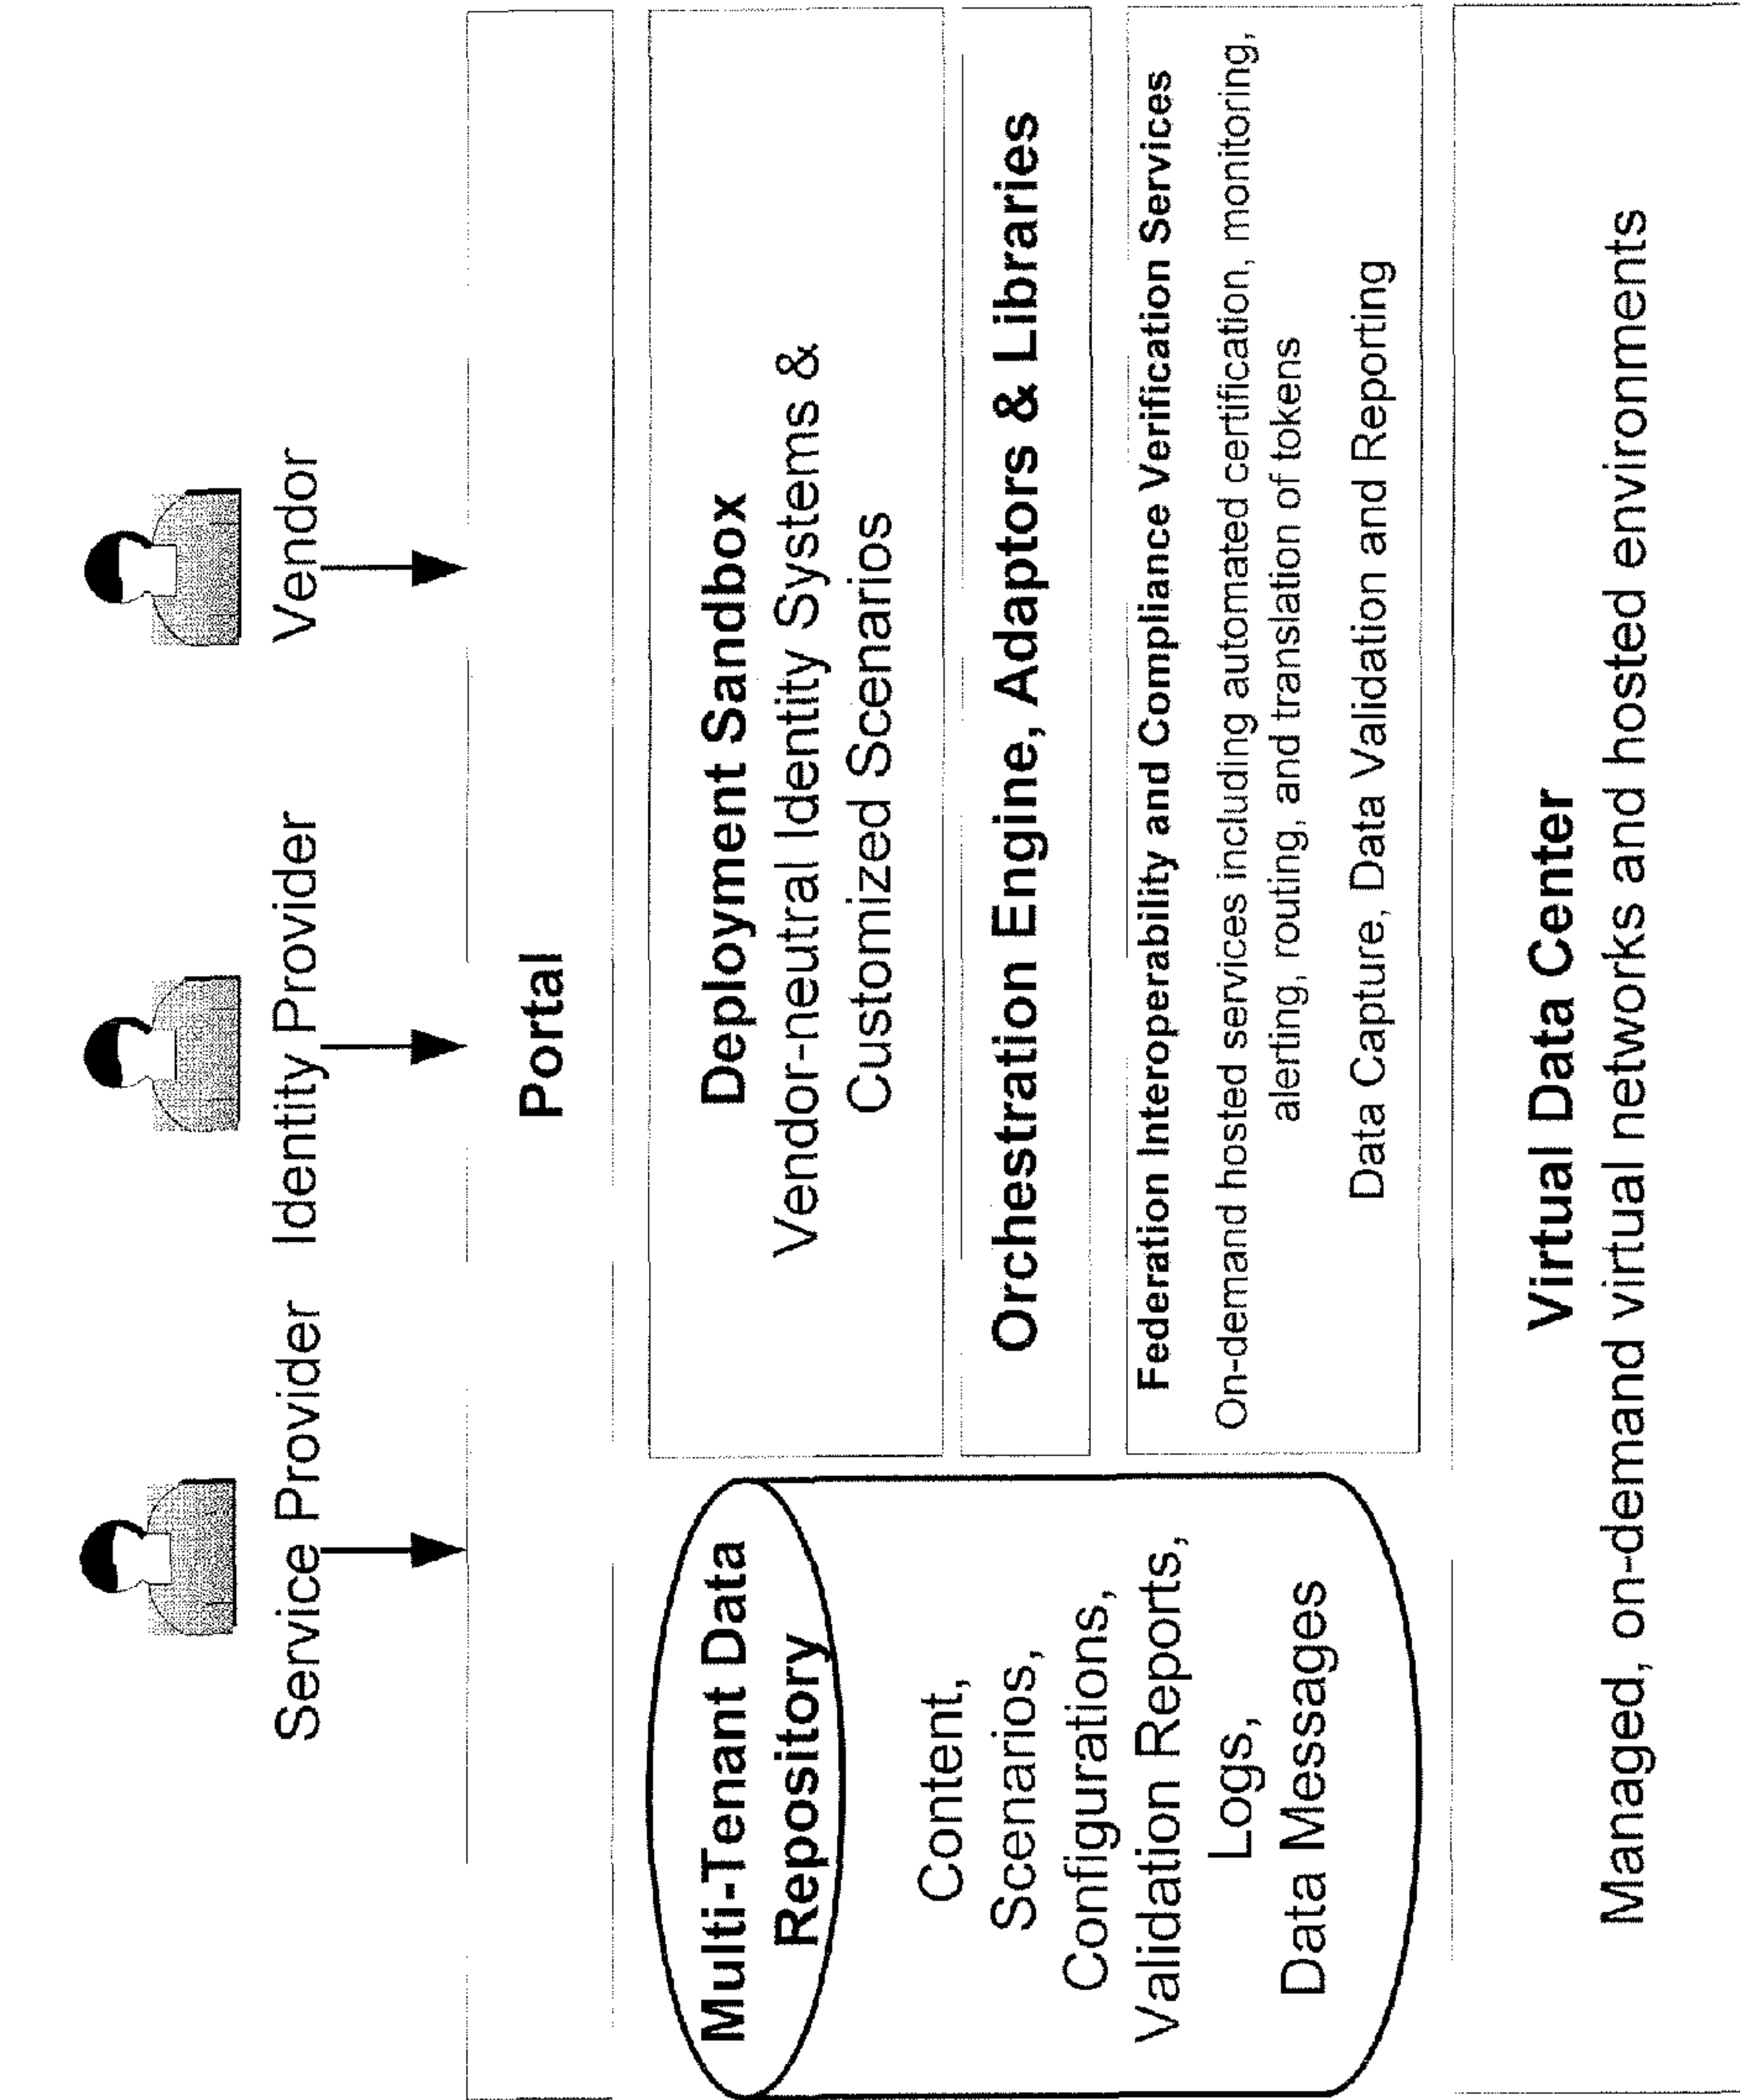 Service Provider
Identity Provider
Vendor
Portal
Multi-Tenant Data
Repository
Content,
Scenarios,
Configurations,
Validation Reports,
Logs,
Data Messages
Deployment Sandbox
Vendor-neutral Identity Systems &
Customized Scenarios
Orchestration Engine, Adaptors & Libraries
Federation Interoperability and Compliance Verification Services
On-demand hosted services including automated certification, monitoring,
alerting, routing, and translation of tokens
Data Capture, Data Validation and Reporting
Virtual Data Center
Managed, on-demand virtual networks and hosted environments